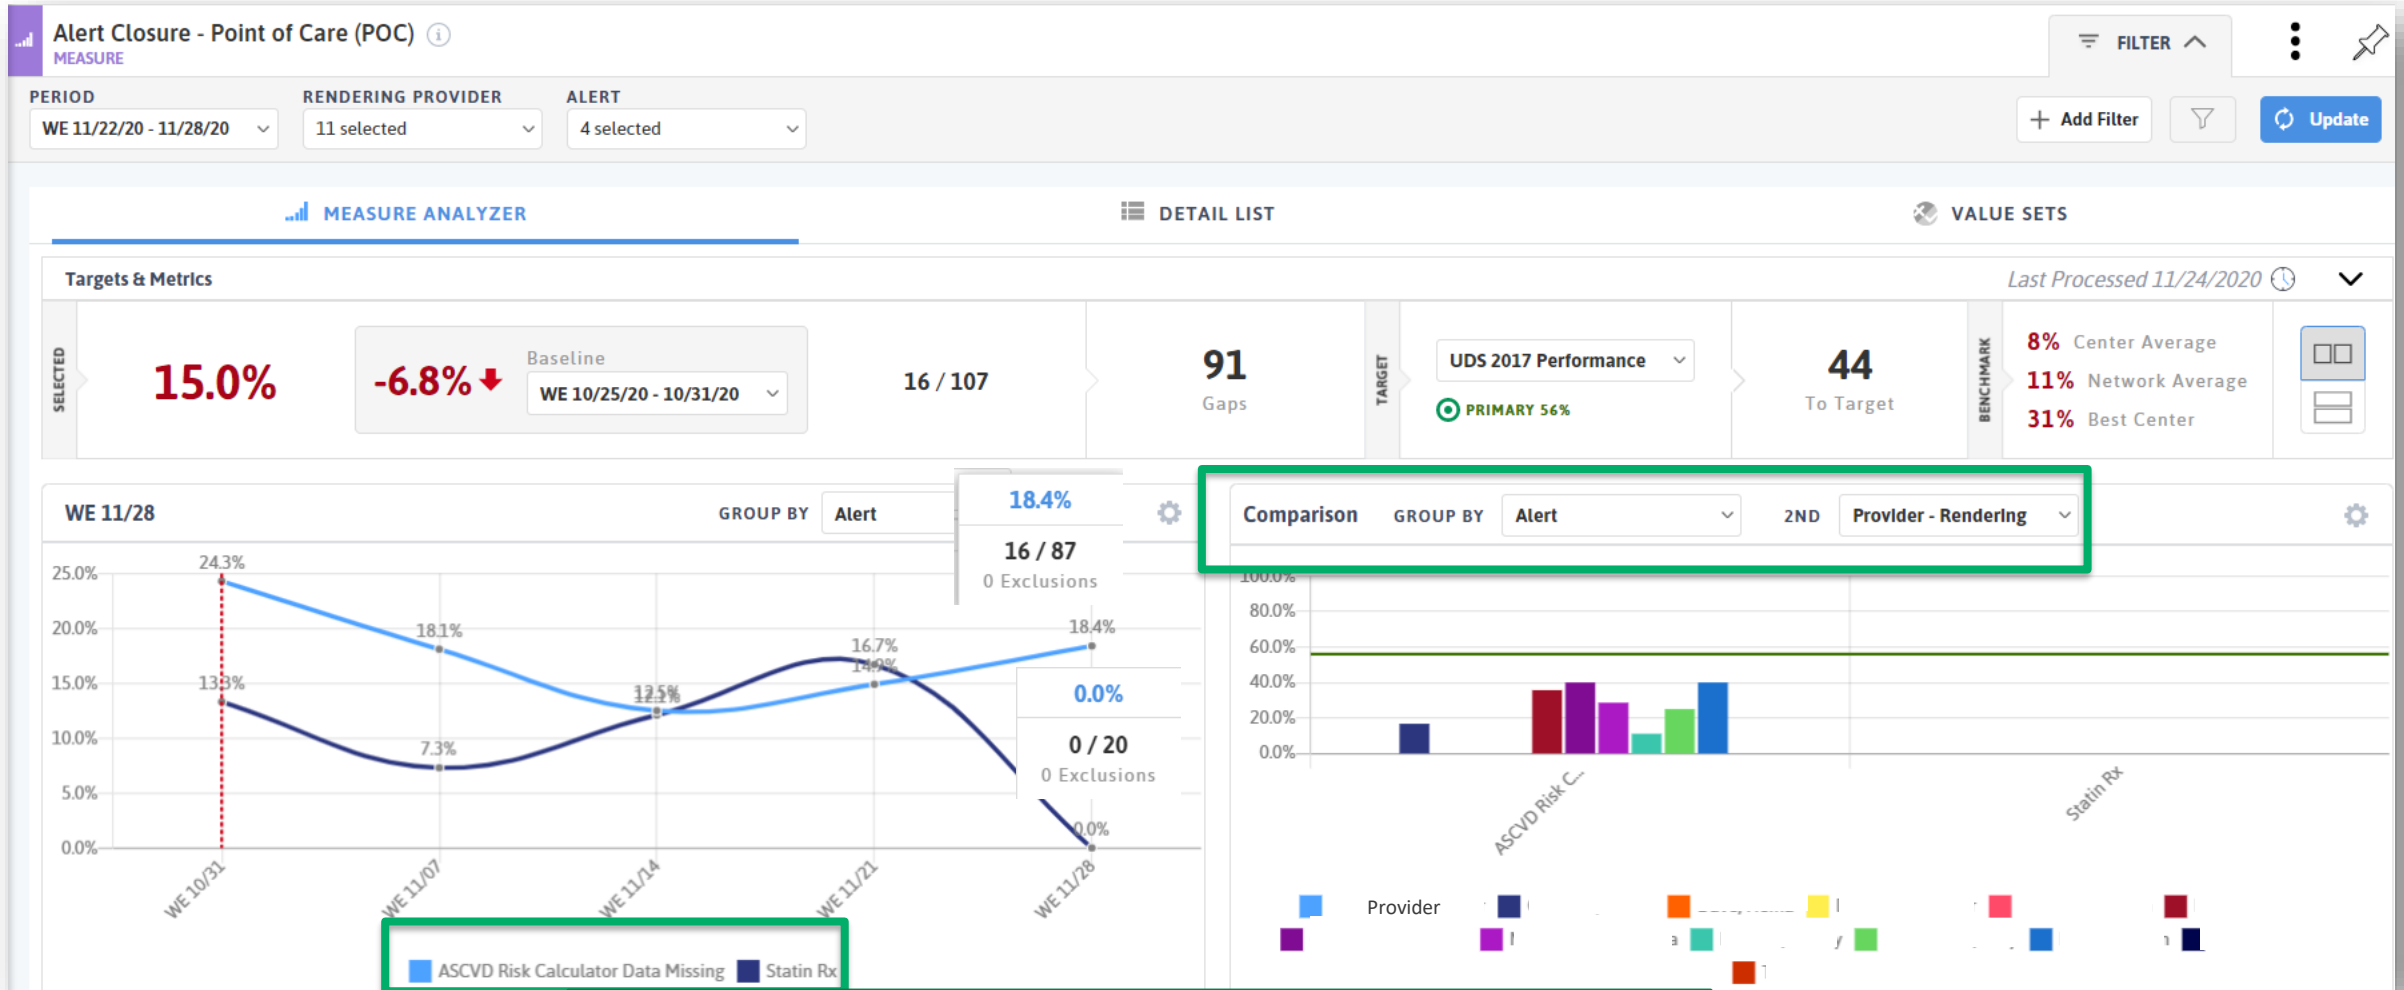 Alert Closure - Point of Care (POC)
MEASURE
FILTER
PERIOD
RENDERING PROVIDER
ALERT
WE 11/22/20 - 11/28/20
11 selected
4 selected
Add Filter
Update
MEASURE ANALYZER
DETAIL LIST
VALUE SETS
Targets & Metrics
Last Processed 11/24/2020
SELECTED
15.0%
-6.8%
Baseline
WE 10/25/20 - 10/31/20
16 / 107
91
Gaps
TARGET
UDS 2017 Performance
PRIMARY 56%
44
To Target
BENCHMARK
8% Center Average
11% Network Average
31% Best Center
WE 11/28
GROUP BY
Alert
18.4%
16 / 87
0 Exclusions
25.0%
20.0%
15.0%
10.0%
5.0%
0.0%
24.3%
18.1%
12.5%
12.1%
16.7%
14.9%
18.4%
13.3%
7.3%
0.0%
0.0%
0 / 20
0 Exclusions
WE 10/31
WE 11/07
WE 11/14
WE 11/21
WE 11/28
ASCVD Risk Calculator Data Missing
Statin Rx
Comparison
GROUP BY
Alert
2ND
Provider - Rendering
100.0%
80.0%
60.0%
40.0%
20.0%
0.0%
ASCVD Risk C...
Statin Rx
Provider